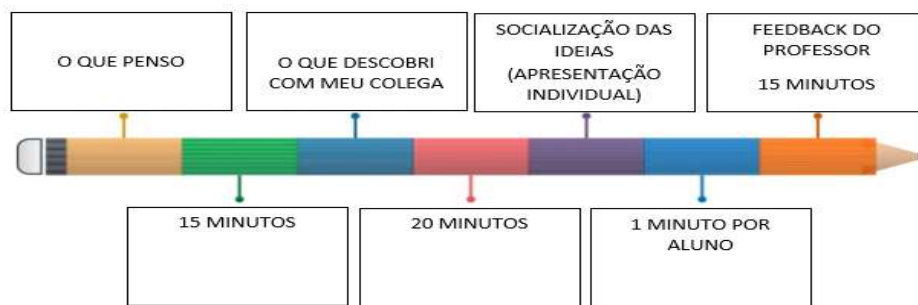 O QUE PENSO
O QUE DESCOBRI
COM MEU COLEGA
SOCIALIZAÇÃO DAS
IDEIAS
(APRESENTAÇÃO
INDIVIDUAL)
FEEDBACK DO
PROFESSOR
15 MINUTOS
15 MINUTOS
20 MINUTOS
1 MINUTO POR
ALUNO